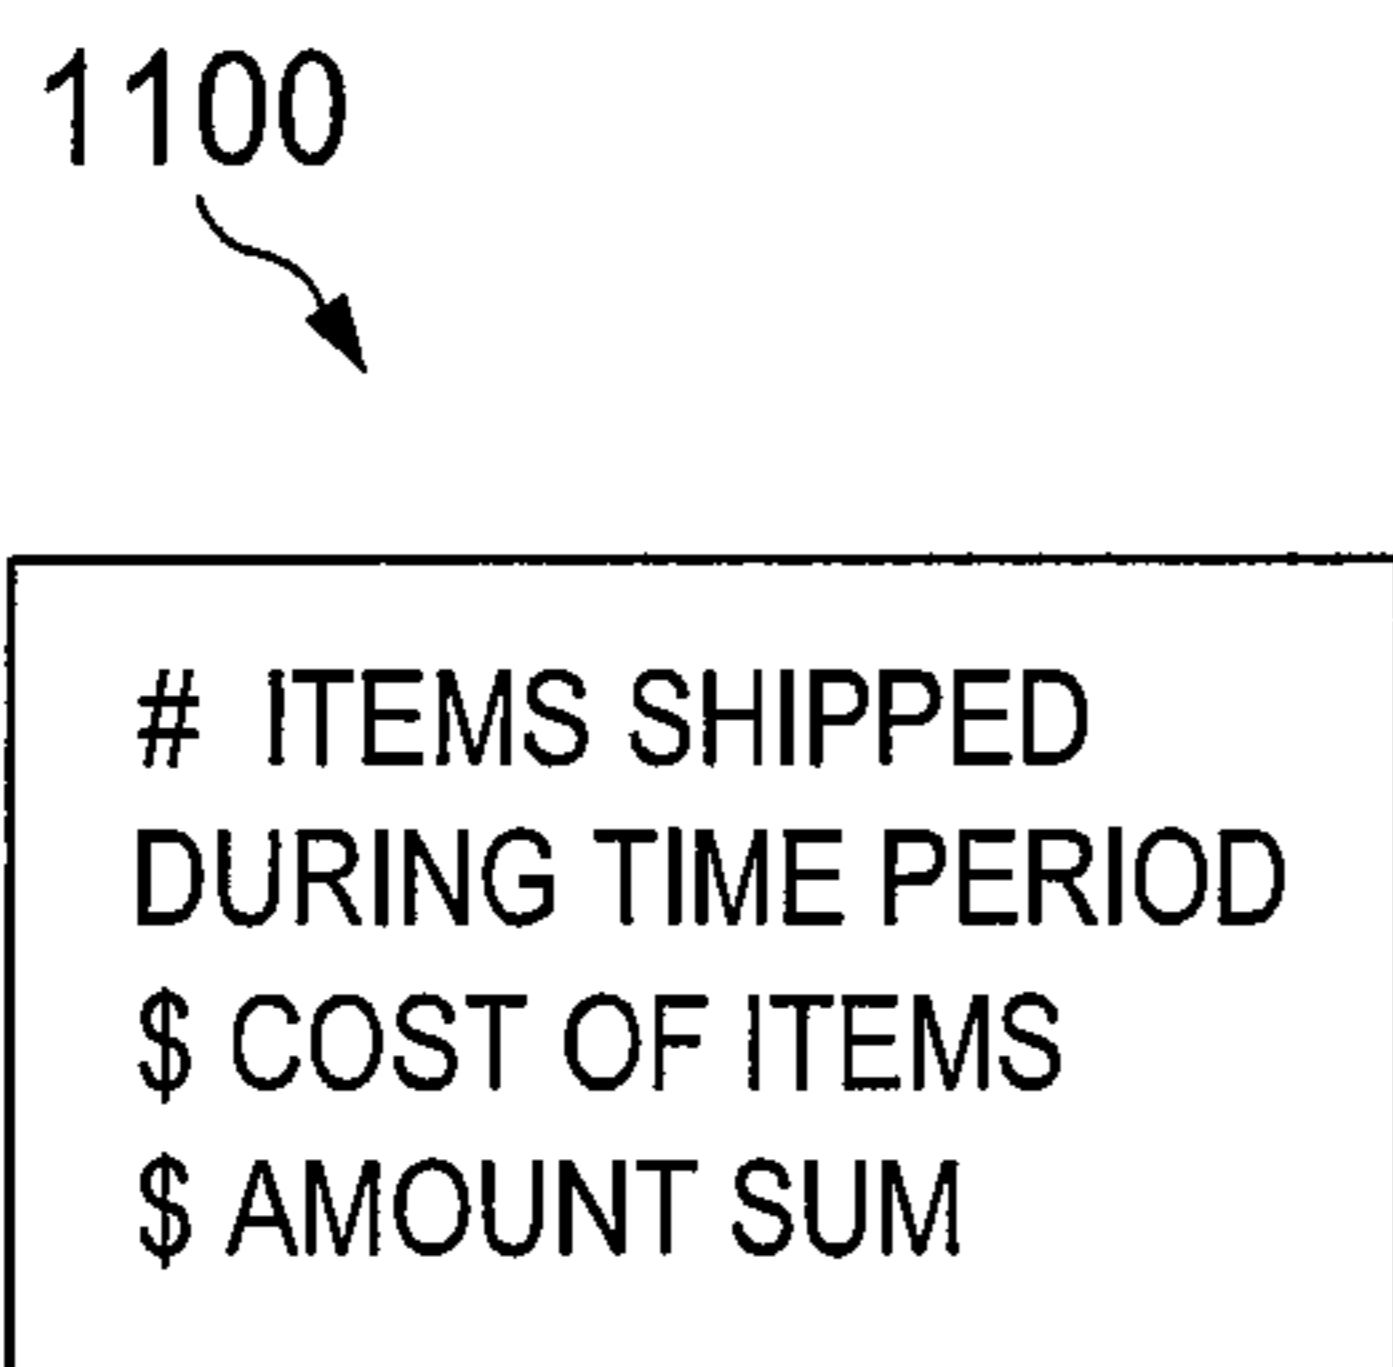 1100
# ITEMS SHIPPED
DURING TIME PERIOD
$ COST OF ITEMS
$ AMOUNT SUM